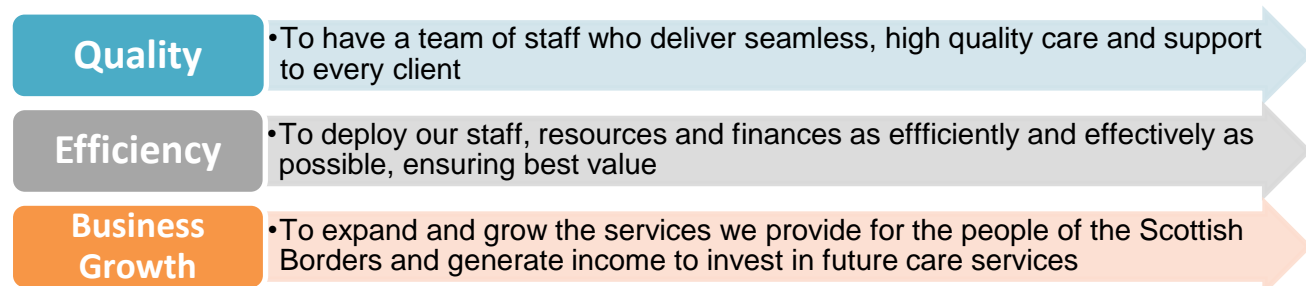 Quality
•To have a team of staff who deliver seamless, high quality care and support
to every client
Efficiency
•To deploy our staff, resources and finances as effficiently and effectively as
possible, ensuring best value
Business
Growth
•To expand and grow the services we provide for the people of the Scottish
Borders and generate income to invest in future care services